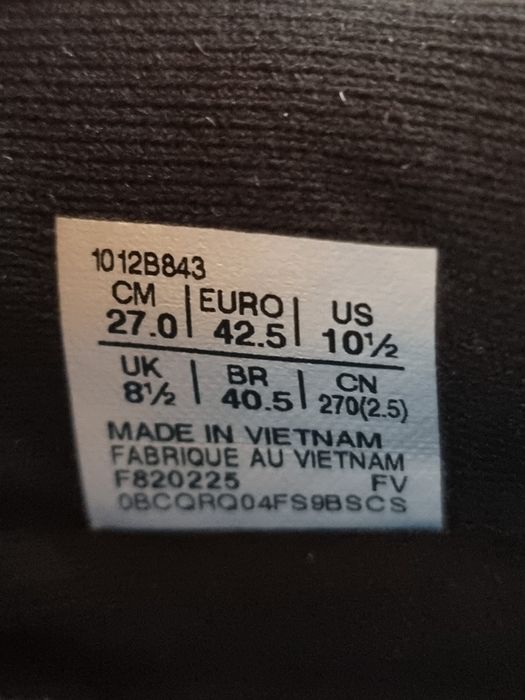 1012B843
CM | EURO | US
27.0 | 42.5 | 10½
UK | BR | CN
8½ | 40.5 | 270(2.5)
MADE IN VIETNAM
FABRIQUE AU VIETNAM
F820225 FV
0BCQRQ04FS9BSCS